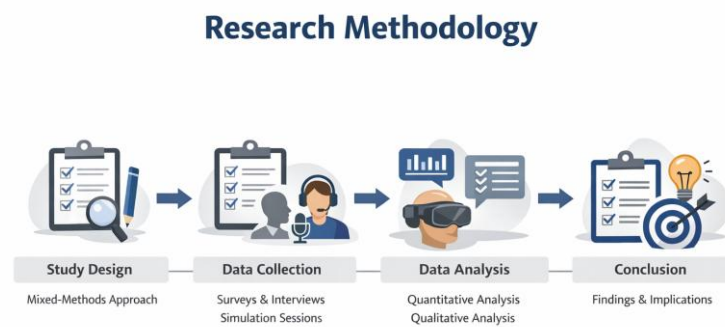 Research Methodology
Study Design
Mixed-Methods Approach
Data Collection
Surveys & Interviews
Simulation Sessions
Data Analysis
Quantitative Analysis
Qualitative Analysis
Conclusion
Findings & Implications